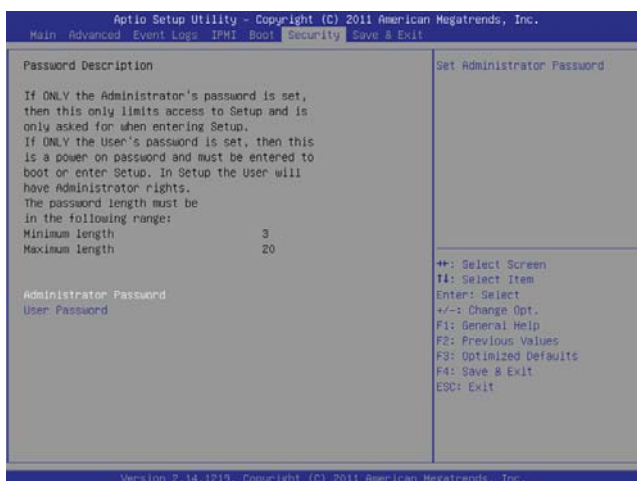 Aptio Setup Utility - Copyright (C) 2011 American Megatrends, Inc.
Main Advanced Event Logs IPMI Boot Security Save & Exit
Password Description
If ONLY the Administrator's password is set,
then this only limits access to Setup and is
only asked for when entering Setup.
If ONLY the User's password is set, then this
is a power on password and must be entered to
boot or enter Setup. In Setup the User will
have Administrator rights.
The password length must be
in the following range:
Minimum length 3
Maximum length 20
Administrator Password
User Password
Set Administrator Password
→←: Select Screen
↑↓: Select Item
Enter: Select
+/-: Change Opt.
F1: General Help
F2: Previous Values
F3: Optimized Defaults
F4: Save & Exit
ESC: Exit
Version 2.14.1219. Copyright (C) 2011 American Megatrends, Inc.